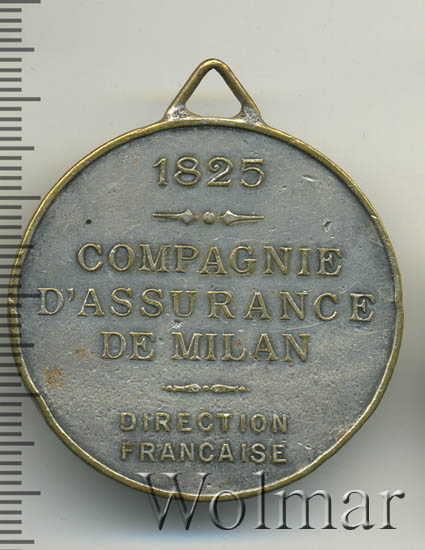 1825
COMPAGNIE
D'ASSURANCE
DE MILAN
DIRECTION
FRANCAISE
Wolmar